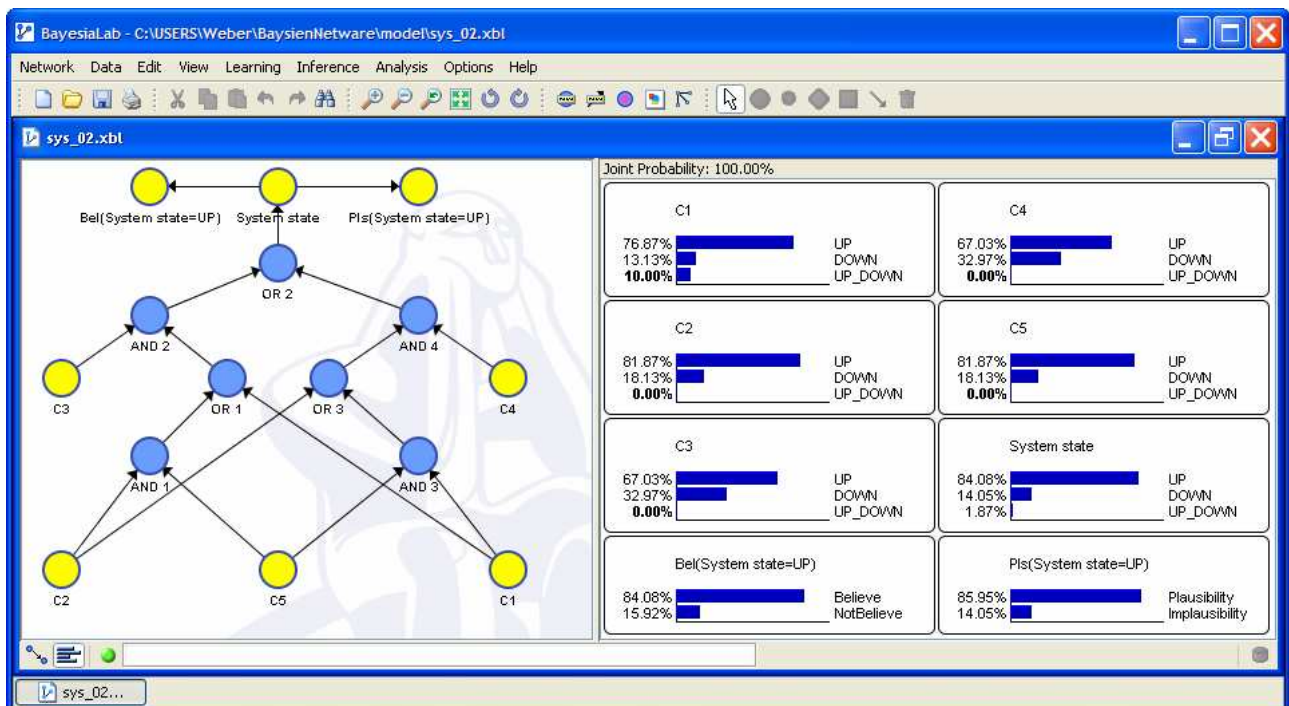 BayesiaLab - C:\USERS\Weber\BaysienNetware\model\sys_02.xbl
Network Data Edit View Learning Inference Analysis Options Help
sys_02.xbl
Bel(System state=UP) System state Pls(System state=UP)
OR 2
AND 2 AND 4
C3 OR 1 OR 3 C4
AND 1 AND 3
C2 C5 C1
Joint Probability: 100.00%
C1
76.87% UP
13.13% DOWN
10.00% UP_DOWN
C4
67.03% UP
32.97% DOWN
0.00% UP_DOWN
C2
81.87% UP
18.13% DOWN
0.00% UP_DOWN
C5
81.87% UP
18.13% DOWN
0.00% UP_DOWN
C3
67.03% UP
32.97% DOWN
0.00% UP_DOWN
System state
84.08% UP
14.05% DOWN
1.87% UP_DOWN
Bel(System state=UP)
84.08% Believe
15.92% NotBelieve
Pls(System state=UP)
85.95% Plausibility
14.05% Implausibility
sys_02...